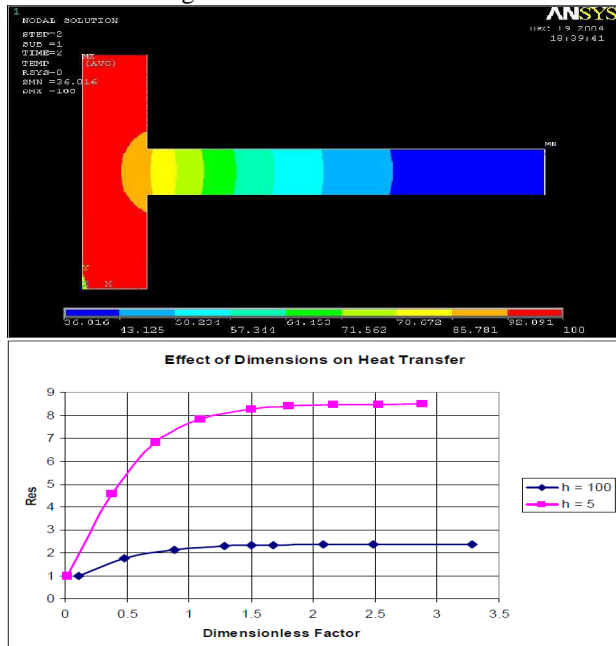 1
NODAL SOLUTION
STEP=2
SUB =1
TIME=2
TEMP (AVG)
RSYS=0
SMN =36.016
SMX =100
ANSYS
DEC 19 2004
18:39:41
MX
MN
Y
X
36.016 50.234 64.453 78.672 92.891
43.125 57.344 71.562 85.781 100
Effect of Dimensions on Heat Transfer
9
8
7
6
5
4
3
2
1
0
Res
0 0.5 1 1.5 2 2.5 3 3.5
Dimensionless Factor
h = 100
h = 5